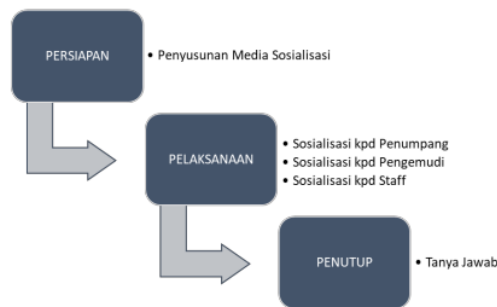 PERSIAPAN
• Penyusunan Media Sosialisasi
PELAKSANAAN
• Sosialisasi kpd Penumpang
• Sosialisasi kpd Pengemudi
• Sosialisasi kpd Staff
PENUTUP
• Tanya Jawab